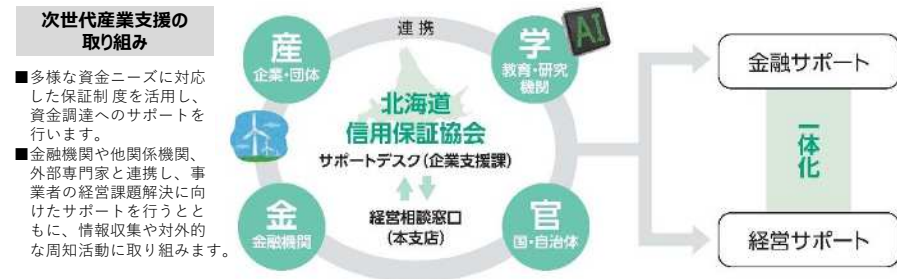 次世代産業支援の
取り組み
■多様な資金ニーズに対応
した保証制度を活用し、
資金調達へのサポートを
行います。
■金融機関や他関係機関、
外部専門家と連携し、事
業者の経営課題解決に向
けたサポートを行うとと
もに、情報収集や対外的
な周知活動に取り組みます。
連携
産
企業・団体
学
教育・研究
機関
AI
北海道
信用保証協会
サポートデスク(企業支援課)
経営相談窓口
(本支店)
金
金融機関
官
国・自治体
金融サポート
一体化
経営サポート